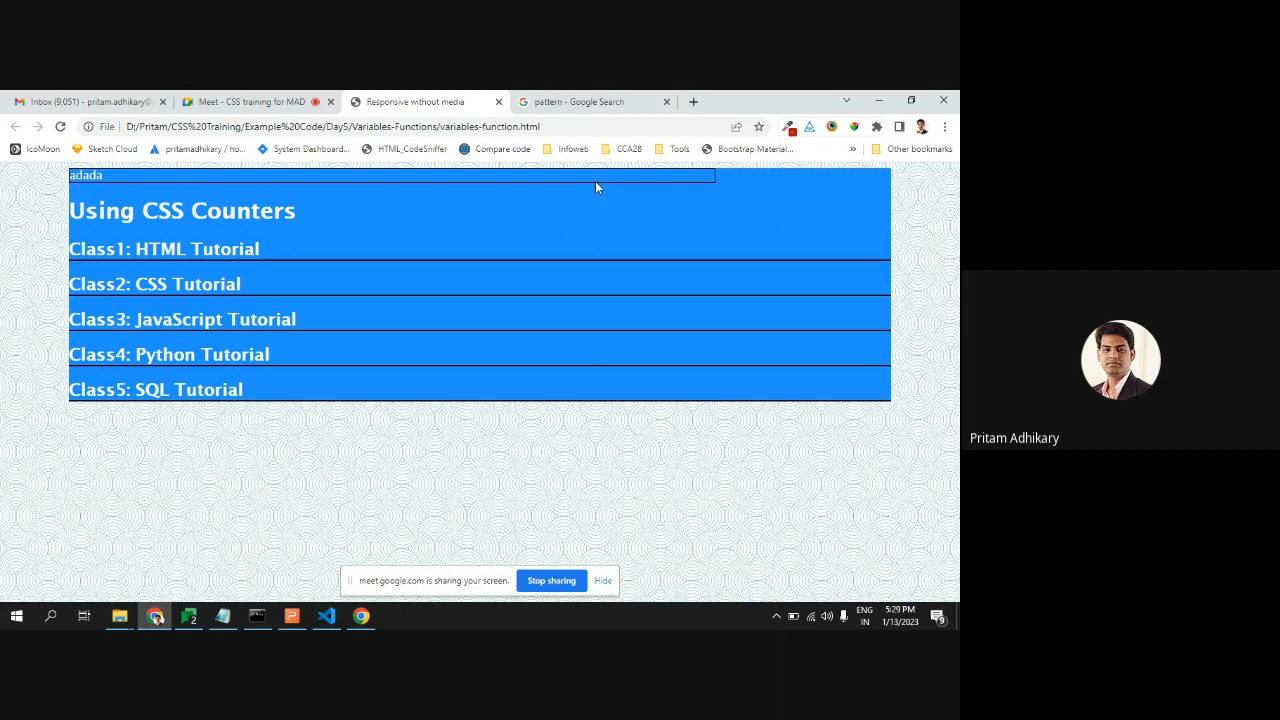 Inbox (9,051) - pritam.adhikary@
Meet - CSS training for MAD
Responsive without media
pattern - Google Search
File
D:/Pritam/CSS%20Training/Example%20Code/Day5/Variables-Functions/variables-function.html
IcoMoon
Sketch Cloud
pritamadhikary / ho...
System Dashboard...
HTML_CodeSniffer
Compare code
Infoweb
CCA28
Tools
Bootstrap Material...
»
Other bookmarks
adada
Using CSS Counters
Class1: HTML Tutorial
Class2: CSS Tutorial
Class3: JavaScript Tutorial
Class4: Python Tutorial
Class5: SQL Tutorial
Pritam Adhikary
meet.google.com is sharing your screen.
Stop sharing
Hide
2
ENG
IN
5:29 PM
1/13/2023
9